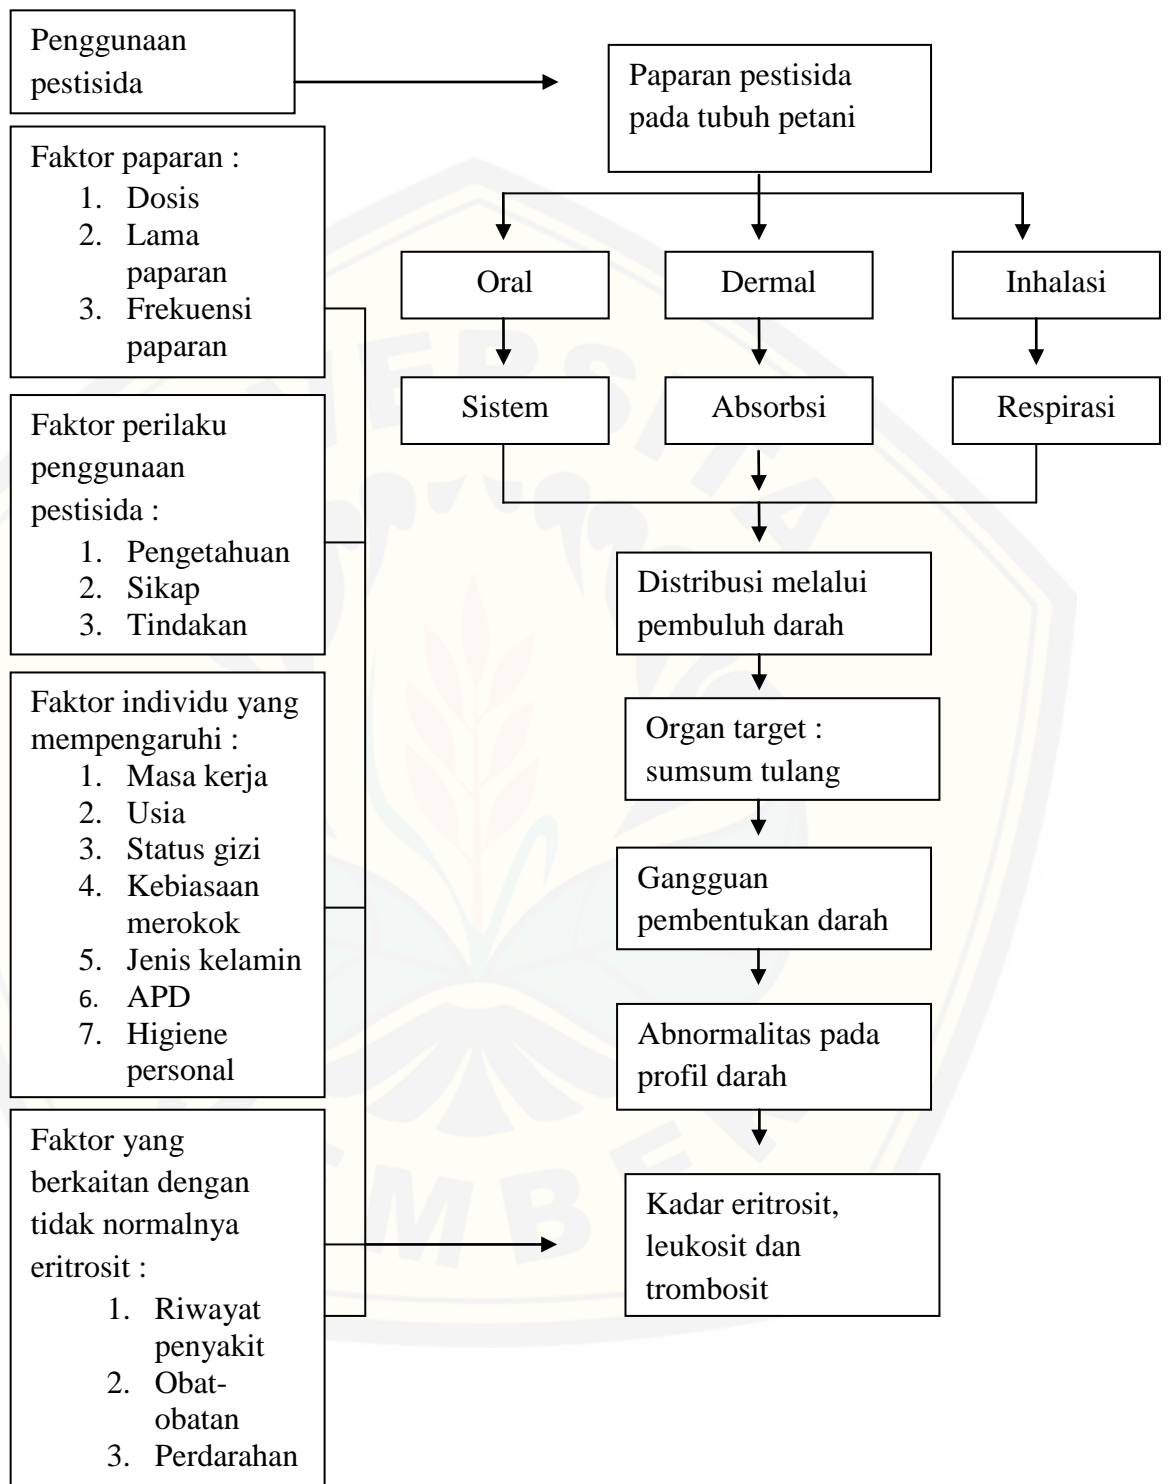 Penggunaan
pestisida
Paparan pestisida
pada tubuh petani
Faktor paparan :
1. Dosis
2. Lama
paparan
3. Frekuensi
paparan
Oral
Dermal
Inhalasi
Sistem
Absorbsi
Respirasi
Faktor perilaku
penggunaan
pestisida :
1. Pengetahuan
2. Sikap
3. Tindakan
Distribusi melalui
pembuluh darah
Faktor individu yang
mempengaruhi :
1. Masa kerja
2. Usia
3. Status gizi
4. Kebiasaan
merokok
5. Jenis kelamin
6. APD
7. Higiene
personal
Organ target :
sumsum tulang
Gangguan
pembentukan darah
Abnormalitas pada
profil darah
Faktor yang
berkaitan dengan
tidak normalnya
eritrosit :
1. Riwayat
penyakit
2. Obat-
obatan
3. Perdarahan
Kadar eritrosit,
leukosit dan
trombosit